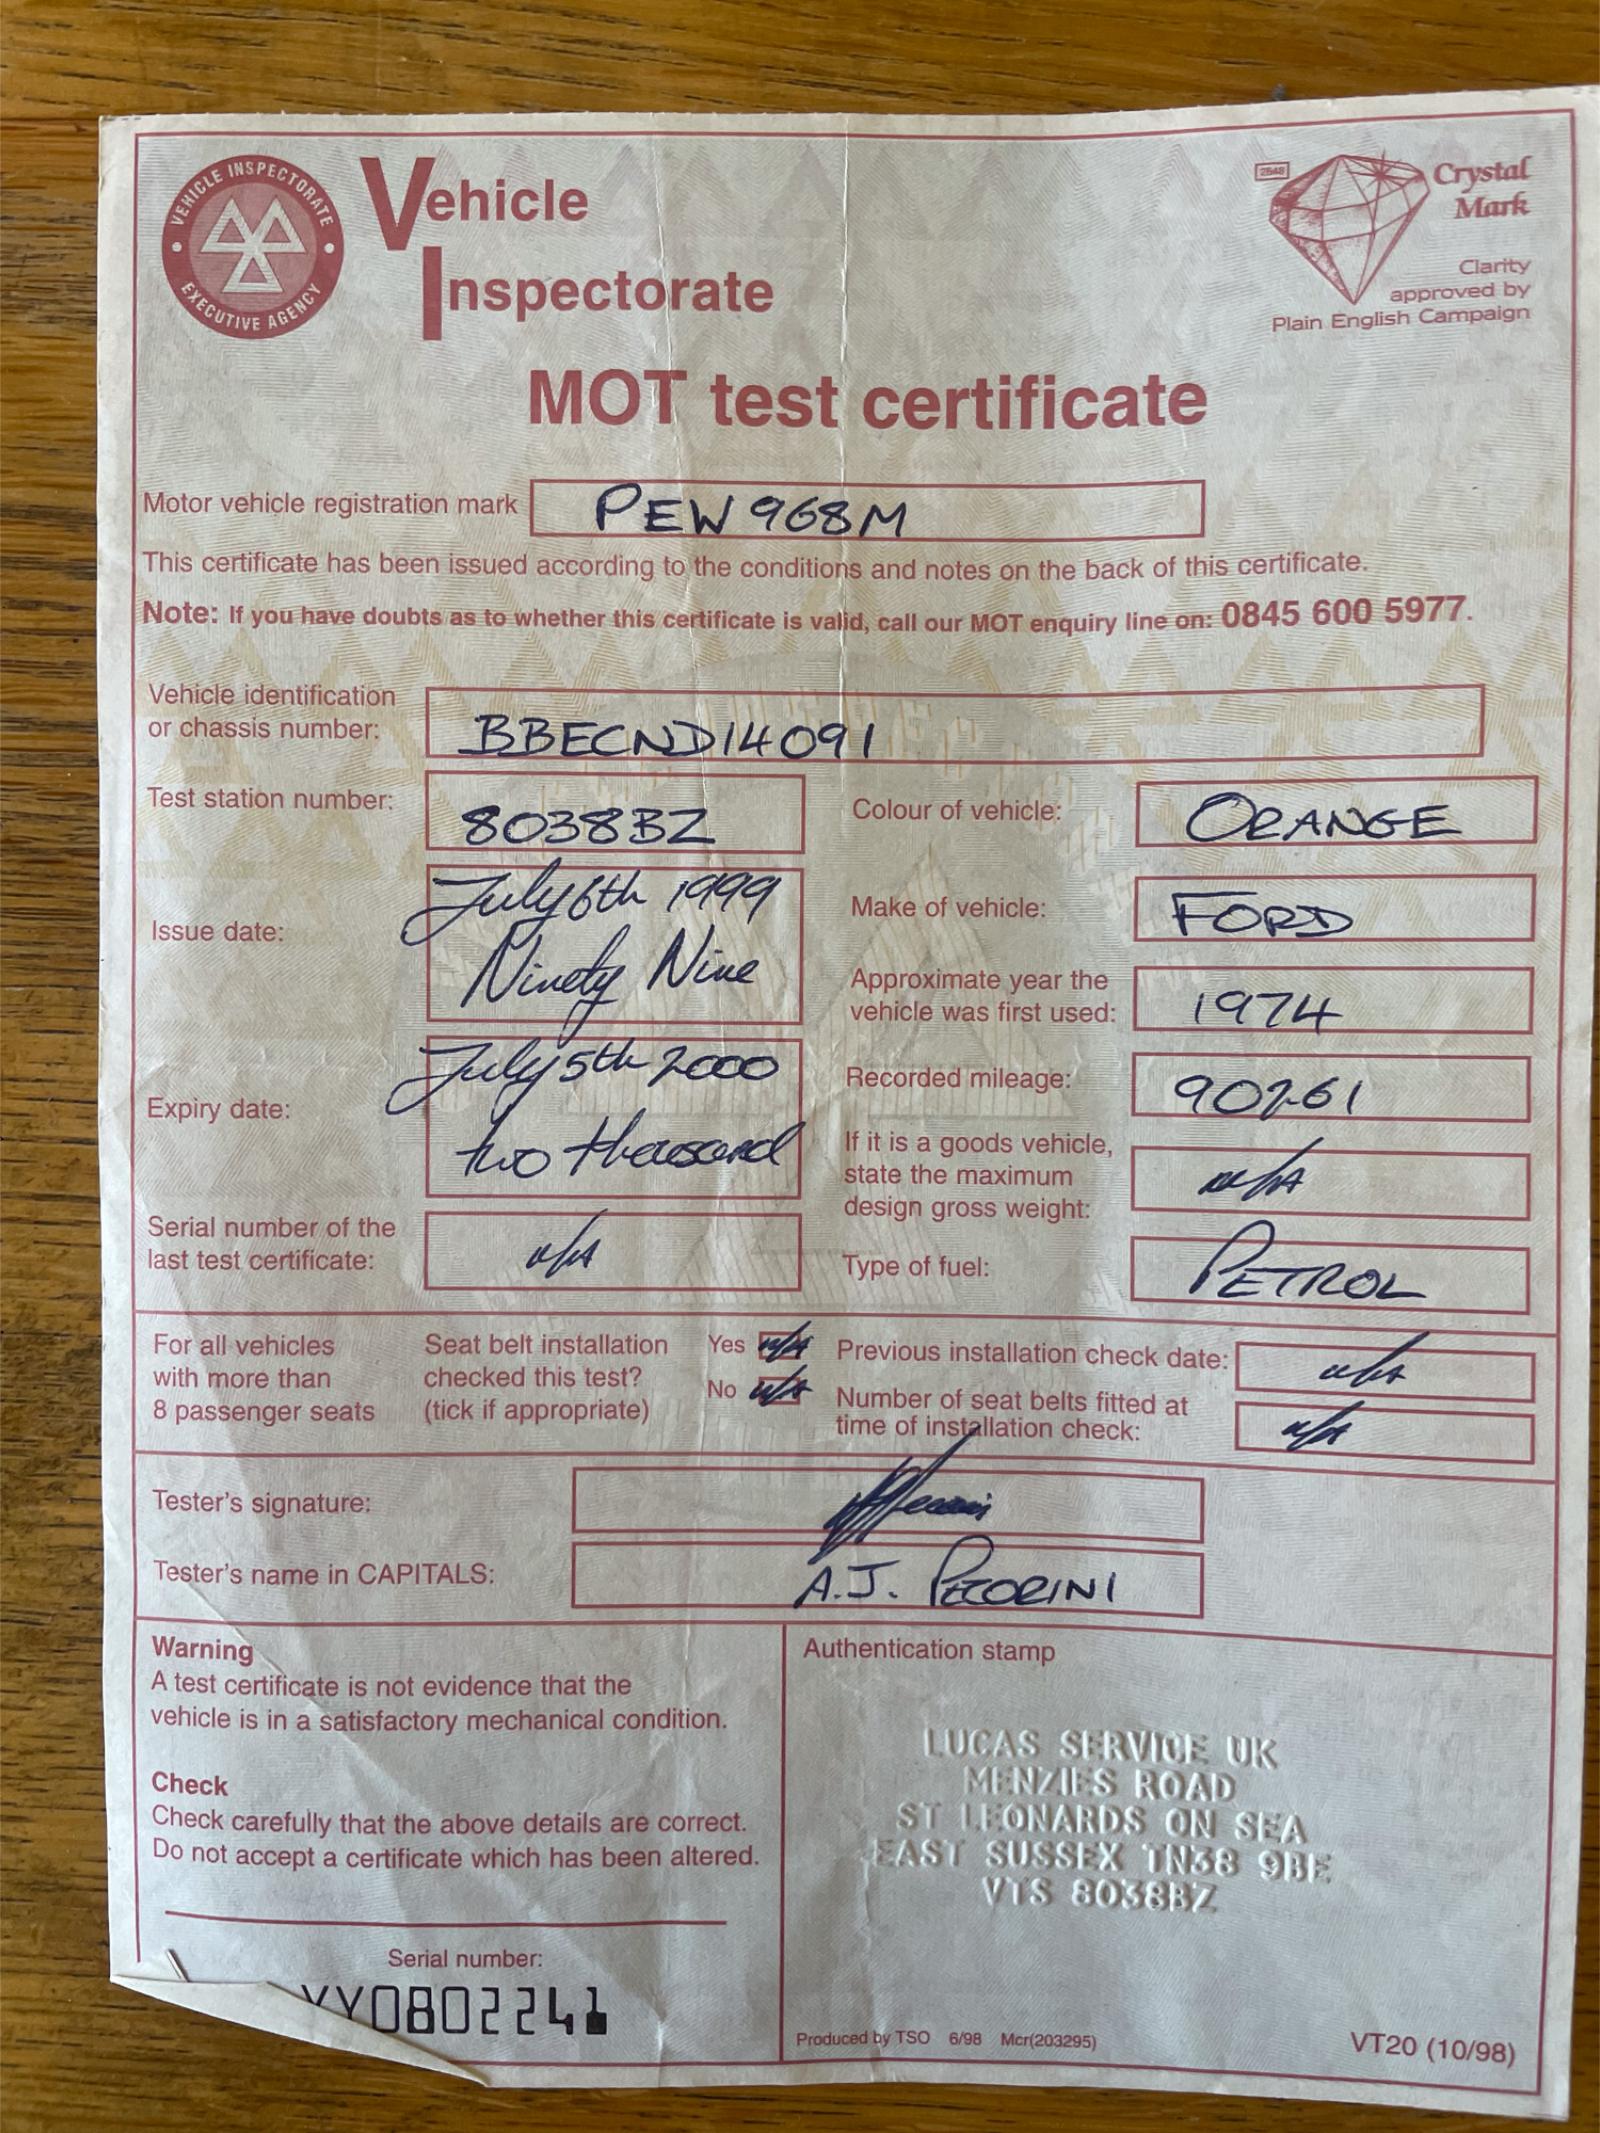 VEHICLE INSPECTORATE
EXECUTIVE AGENCY
Vehicle
Inspectorate
2548
Crystal
Mark
Clarity
approved by
Plain English Campaign
MOT test certificate
Motor vehicle registration mark PEW 968M
This certificate has been issued according to the conditions and notes on the back of this certificate.
Note: If you have doubts as to whether this certificate is valid, call our MOT enquiry line on: 0845 600 5977.
Vehicle identification
or chassis number: BBECND14091
Test station number: 8038BZ
Colour of vehicle: ORANGE
Issue date: July 6th 1999
Ninety Nine
Make of vehicle: FORD
Approximate year the
vehicle was first used: 1974
Expiry date: July 5th 2000
two thousand
Recorded mileage: 90261
If it is a goods vehicle,
state the maximum
design gross weight: n/A
Serial number of the
last test certificate: n/A
Type of fuel: PETROL
For all vehicles
with more than
8 passenger seats
Seat belt installation
checked this test?
(tick if appropriate)
Yes n/A
No n/A
Previous installation check date: n/A
Number of seat belts fitted at
time of installation check: n/A
Tester's signature:
Tester's name in CAPITALS: A.J. PECORINI
Warning
A test certificate is not evidence that the
vehicle is in a satisfactory mechanical condition.
Check
Check carefully that the above details are correct.
Do not accept a certificate which has been altered.
Serial number:
YY0802241
Authentication stamp
LUCAS SERVICE UK
MENZIES ROAD
ST LEONARDS ON SEA
EAST SUSSEX TN38 9BE
VTS 8038BZ
Produced by TSO 6/98 Mcr(203295)
VT20 (10/98)